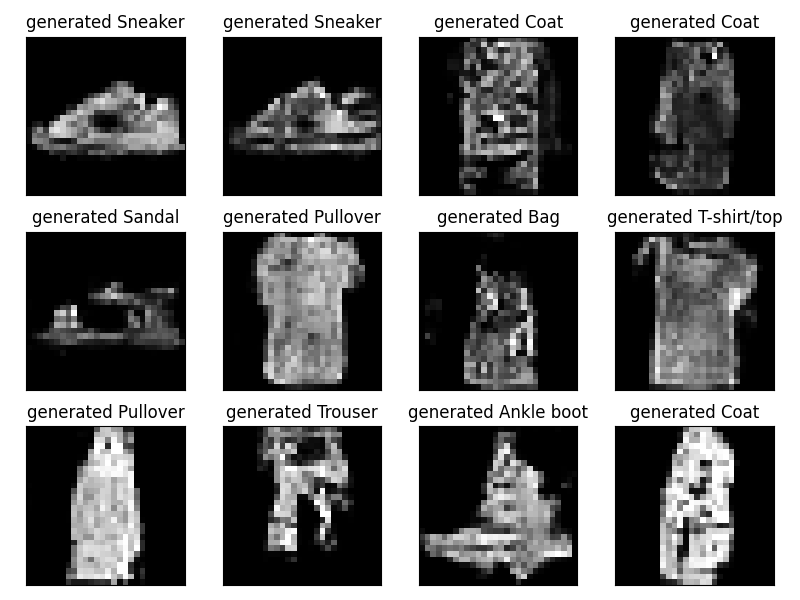 generated Sneaker
generated Sneaker
generated Coat
generated Coat
generated Sandal
generated Pullover
generated Bag
generated T-shirt/top
generated Pullover
generated Trouser
generated Ankle boot
generated Coat